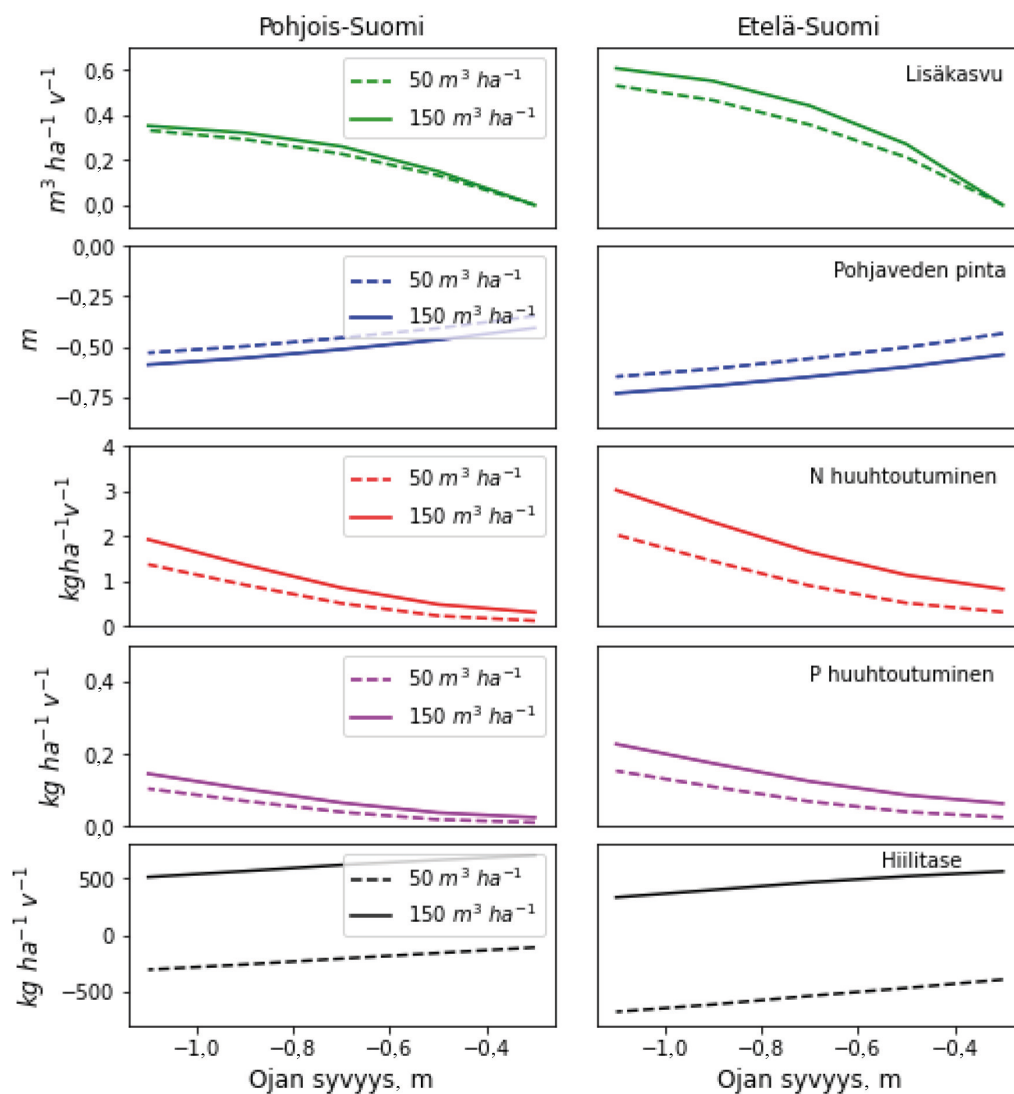 Pohjois-Suomi
Etelä-Suomi
m³ ha⁻¹ v⁻¹
0,6
0,4
0,2
0,0
50 m³ ha⁻¹
150 m³ ha⁻¹
Lisäkasvu
m
0,00
−0,25
−0,50
−0,75
50 m³ ha⁻¹
150 m³ ha⁻¹
Pohjaveden pinta
kgha⁻¹v⁻¹
4
3
2
1
0
50 m³ ha⁻¹
150 m³ ha⁻¹
N huuhtoutuminen
kg ha⁻¹ v⁻¹
0,4
0,2
0,0
50 m³ ha⁻¹
150 m³ ha⁻¹
P huuhtoutuminen
kg ha⁻¹ v⁻¹
500
0
−500
50 m³ ha⁻¹
150 m³ ha⁻¹
Hiilitase
−1,0 −0,8 −0,6 −0,4
−1,0 −0,8 −0,6 −0,4
Ojan syvyys, m
Ojan syvyys, m